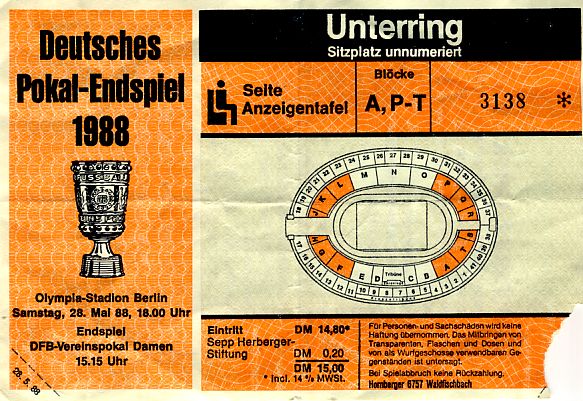 Deutsches
Pokal-Endspiel
1988
FUSSBALL
Olympia-Stadion Berlin
Samstag, 28. Mai 88, 18.00 Uhr
Endspiel
DFB-Vereinspokal Damen
15.15 Uhr
28.5.88
Unterring
Sitzplatz unnumeriert
Seite
Anzeigentafel
Blöcke
A, P-T
3138 *
M N O
L P
K Q
J R
H S
G T
F A
E D C B
Tribüne
Eintritt DM 14,80*
Sepp Herberger-
Stiftung DM 0,20
DM 15,00
* incl. 14 % MWSt.
Für Personen- und Sachschäden wird keine
Haftung übernommen. Das Mitbringen von
Transparenten, Flaschen und Dosen und
von als Wurfgeschosse verwendbaren Ge-
genständen ist untersagt.
Bei Spielabbruch keine Rückzahlung.
Homberger 6757 Waldfischbach